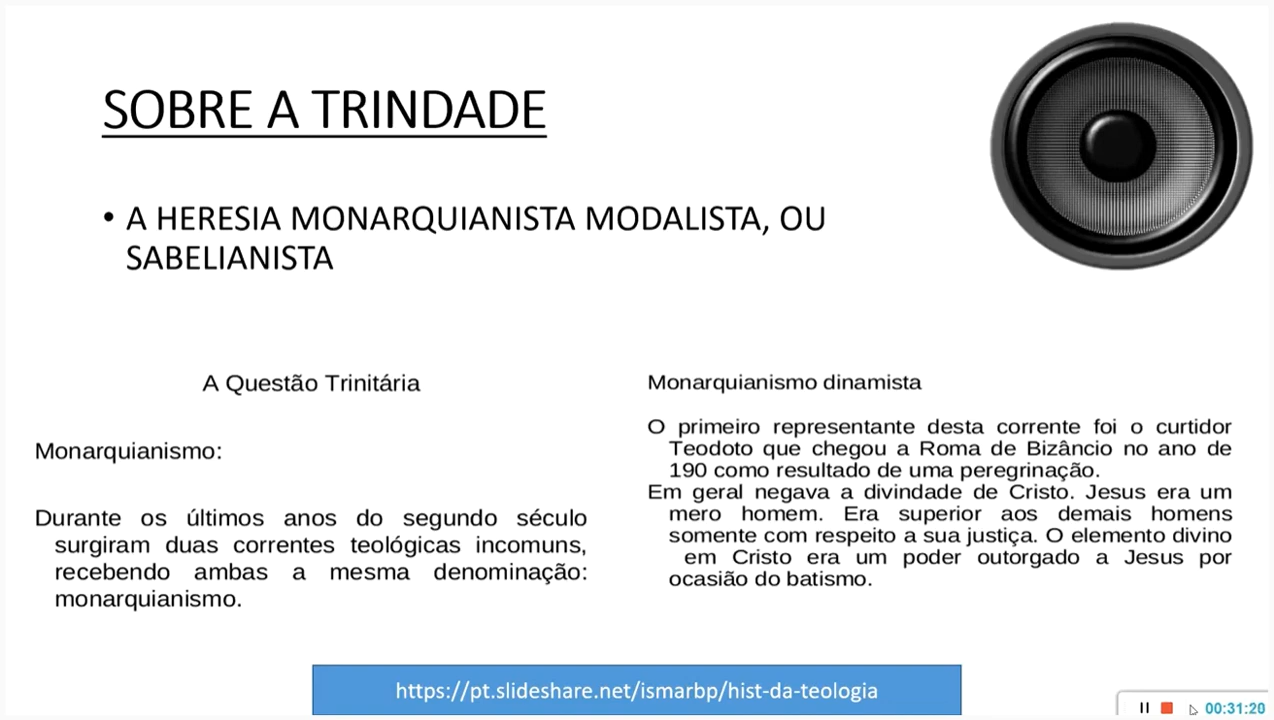 SOBRE A TRINDADE
• A HERESIA MONARQUIANISTA MODALISTA, OU
SABELIANISTA
A Questão Trinitária
Monarquianismo:
Durante os últimos anos do segundo século
surgiram duas correntes teológicas incomuns,
recebendo ambas a mesma denominação:
monarquianismo.
Monarquianismo dinamista
O primeiro representante desta corrente foi o curtidor
Teodoto que chegou a Roma de Bizâncio no ano de
190 como resultado de uma peregrinação.
Em geral negava a divindade de Cristo. Jesus era um
mero homem. Era superior aos demais homens
somente com respeito a sua justiça. O elemento divino
em Cristo era um poder outorgado a Jesus por
ocasião do batismo.
https://pt.slideshare.net/ismarbp/hist-da-teologia
00:31:20